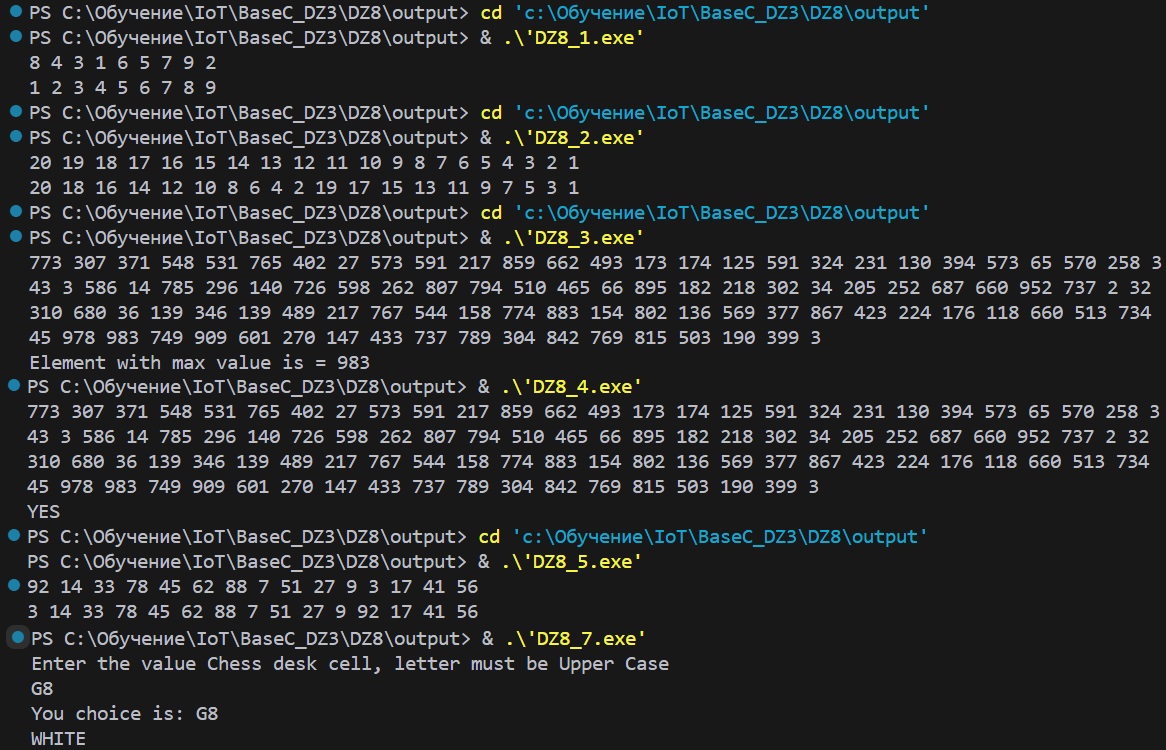 PS C:\Обучение\IoT\BaseC_DZ3\DZ8\output> cd 'c:\Обучение\IoT\BaseC_DZ3\DZ8\output'
PS C:\Обучение\IoT\BaseC_DZ3\DZ8\output> & .\'DZ8_1.exe'
8 4 3 1 6 5 7 9 2
1 2 3 4 5 6 7 8 9
PS C:\Обучение\IoT\BaseC_DZ3\DZ8\output> cd 'c:\Обучение\IoT\BaseC_DZ3\DZ8\output'
PS C:\Обучение\IoT\BaseC_DZ3\DZ8\output> & .\'DZ8_2.exe'
20 19 18 17 16 15 14 13 12 11 10 9 8 7 6 5 4 3 2 1
20 18 16 14 12 10 8 6 4 2 19 17 15 13 11 9 7 5 3 1
PS C:\Обучение\IoT\BaseC_DZ3\DZ8\output> cd 'c:\Обучение\IoT\BaseC_DZ3\DZ8\output'
PS C:\Обучение\IoT\BaseC_DZ3\DZ8\output> & .\'DZ8_3.exe'
773 307 371 548 531 765 402 27 573 591 217 859 662 493 173 174 125 591 324 231 130 394 573 65 570 258 3
43 3 586 14 785 296 140 726 598 262 807 794 510 465 66 895 182 218 302 34 205 252 687 660 952 737 2 32
310 680 36 139 346 139 489 217 767 544 158 774 883 154 802 136 569 377 867 423 224 176 118 660 513 734
45 978 983 749 909 601 270 147 433 737 789 304 842 769 815 503 190 399 3
Element with max value is = 983
PS C:\Обучение\IoT\BaseC_DZ3\DZ8\output> & .\'DZ8_4.exe'
773 307 371 548 531 765 402 27 573 591 217 859 662 493 173 174 125 591 324 231 130 394 573 65 570 258 3
43 3 586 14 785 296 140 726 598 262 807 794 510 465 66 895 182 218 302 34 205 252 687 660 952 737 2 32
310 680 36 139 346 139 489 217 767 544 158 774 883 154 802 136 569 377 867 423 224 176 118 660 513 734
45 978 983 749 909 601 270 147 433 737 789 304 842 769 815 503 190 399 3
YES
PS C:\Обучение\IoT\BaseC_DZ3\DZ8\output> cd 'c:\Обучение\IoT\BaseC_DZ3\DZ8\output'
PS C:\Обучение\IoT\BaseC_DZ3\DZ8\output> & .\'DZ8_5.exe'
92 14 33 78 45 62 88 7 51 27 9 3 17 41 56
3 14 33 78 45 62 88 7 51 27 9 92 17 41 56
PS C:\Обучение\IoT\BaseC_DZ3\DZ8\output> & .\'DZ8_7.exe'
Enter the value Chess desk cell, letter must be Upper Case
G8
You choice is: G8
WHITE